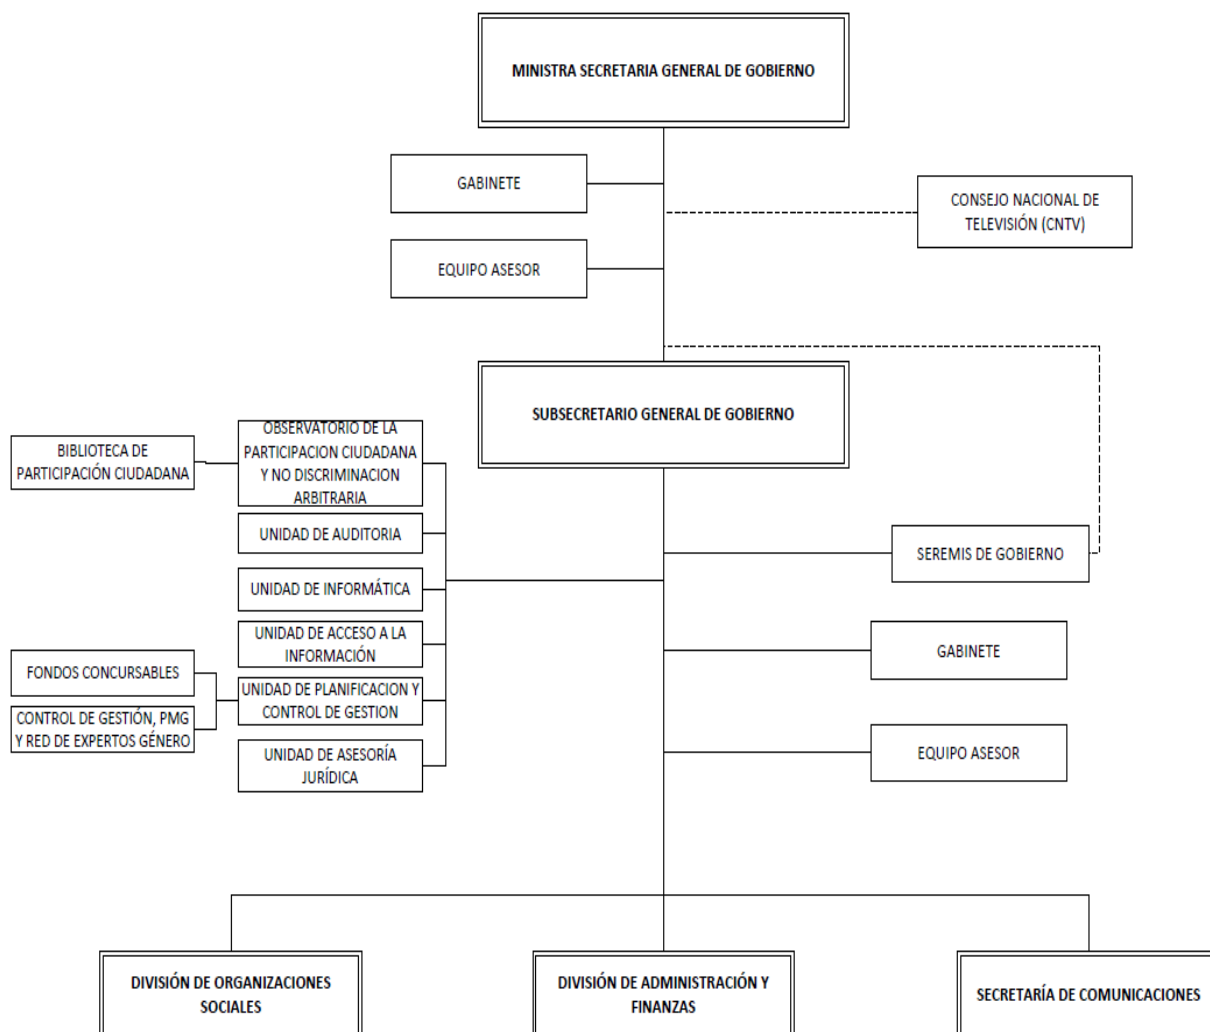 MINISTRA SECRETARIA GENERAL DE GOBIERNO
GABINETE
CONSEJO NACIONAL DE
TELEVISIÓN (CNTV)
EQUIPO ASESOR
SUBSECRETARIO GENERAL DE GOBIERNO
BIBLIOTECA DE
PARTICIPACIÓN CIUDADANA
OBSERVATORIO DE LA
PARTICIPACION CIUDADANA
Y NO DISCRIMINACION
ARBITRARIA
UNIDAD DE AUDITORIA
SEREMIS DE GOBIERNO
UNIDAD DE INFORMÁTICA
UNIDAD DE ACCESO A LA
INFORMACIÓN
GABINETE
FONDOS CONCURSABLES
UNIDAD DE PLANIFICACION Y
CONTROL DE GESTION
CONTROL DE GESTIÓN, PMG
Y RED DE EXPERTOS GÉNERO
UNIDAD DE ASESORÍA
JURÍDICA
EQUIPO ASESOR
DIVISIÓN DE ORGANIZACIONES
SOCIALES
DIVISIÓN DE ADMINISTRACIÓN Y
FINANZAS
SECRETARÍA DE COMUNICACIONES